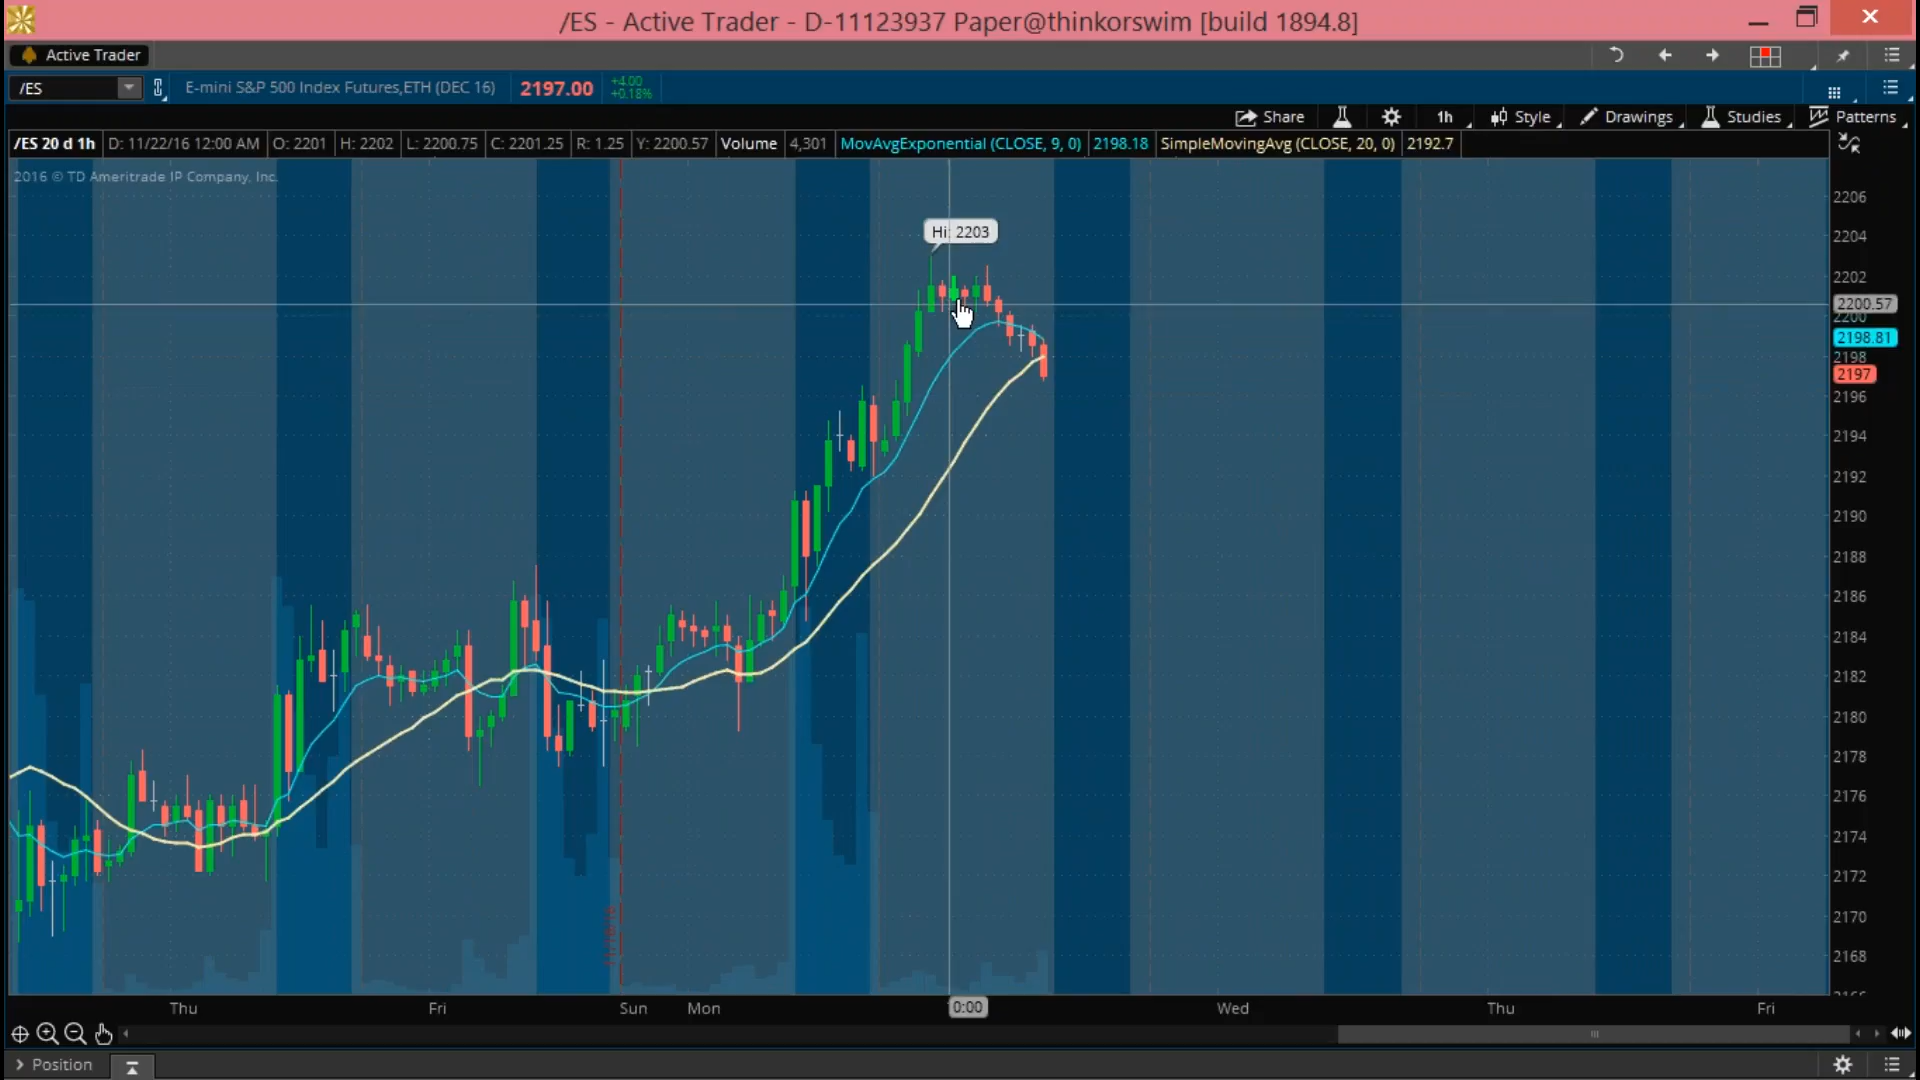 /ES - Active Trader - D-11123937 Paper@thinkorswim [build 1894.8]
Active Trader
/ES E-mini S&P 500 Index Futures,ETH (DEC 16) 2197.00 +4.00
+0.18%
Share 1h Style Drawings Studies Patterns
/ES 20 d 1h D: 11/22/16 12:00 AM O: 2201 H: 2202 L: 2200.75 C: 2201.25 R: 1.25 Y: 2200.57 Volume 4,301 MovAvgExponential (CLOSE, 9, 0) 2198.18 SimpleMovingAvg (CLOSE, 20, 0) 2192.7
2016 © TD Ameritrade IP Company, Inc.
Hi: 2203
2206
2204
2202
2200.57
2200
2198.81
2198
2197
2196
2194
2192
2190
2188
2186
2184
2182
2180
2178
2176
2174
2172
2170
2168
Thu Fri Sun Mon 0:00 Wed Thu Fri
Position